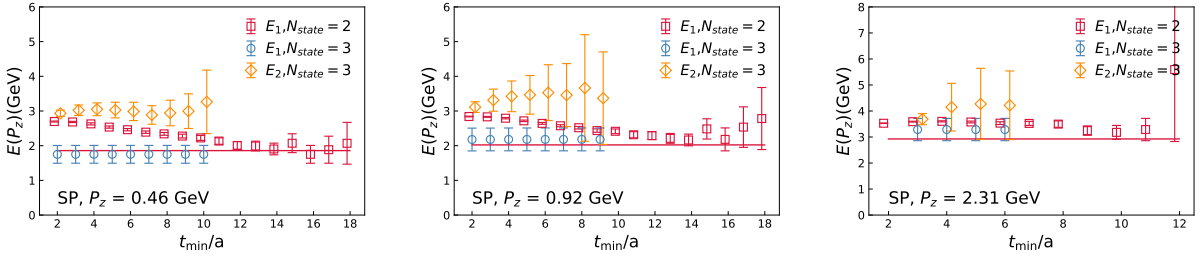 E(P_z)(GeV)
6
5
4
3
2
1
0
E_1, N_state = 2
E_1, N_state = 3
E_2, N_state = 3
SP, P_z = 0.46 GeV
2 4 6 8 10 12 14 16 18
t_min/a
E(P_z)(GeV)
6
5
4
3
2
1
0
E_1, N_state = 2
E_1, N_state = 3
E_2, N_state = 3
SP, P_z = 0.92 GeV
2 4 6 8 10 12 14 16 18
t_min/a
E(P_z)(GeV)
8
7
6
5
4
3
2
1
0
E_1, N_state = 2
E_1, N_state = 3
E_2, N_state = 3
SP, P_z = 2.31 GeV
2 4 6 8 10 12
t_min/a